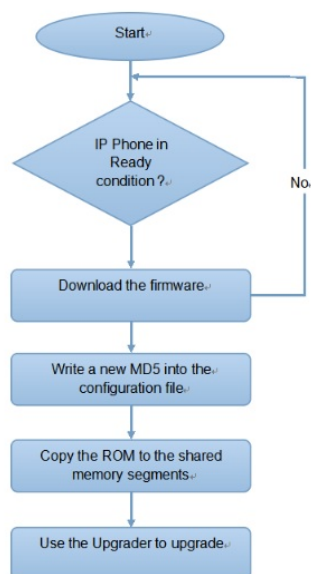 Start
IP Phone in
Ready
condition ?
No
Download the firmware
Write a new MD5 into the
configuration file
Copy the ROM to the shared
memory segments
Use the Upgrader to upgrade